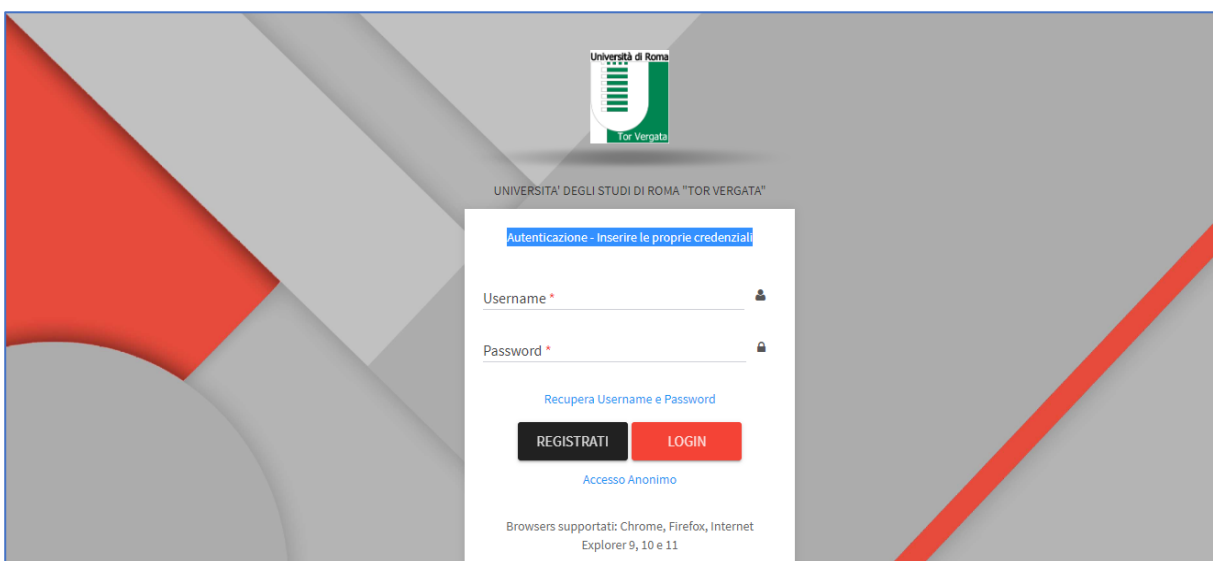 Università di Roma
Tor Vergata
UNIVERSITA' DEGLI STUDI DI ROMA "TOR VERGATA"
Autenticazione - Inserire le proprie credenziali
Username *
Password *
Recupera Username e Password
REGISTRATI LOGIN
Accesso Anonimo
Browsers supportati: Chrome, Firefox, Internet
Explorer 9, 10 e 11